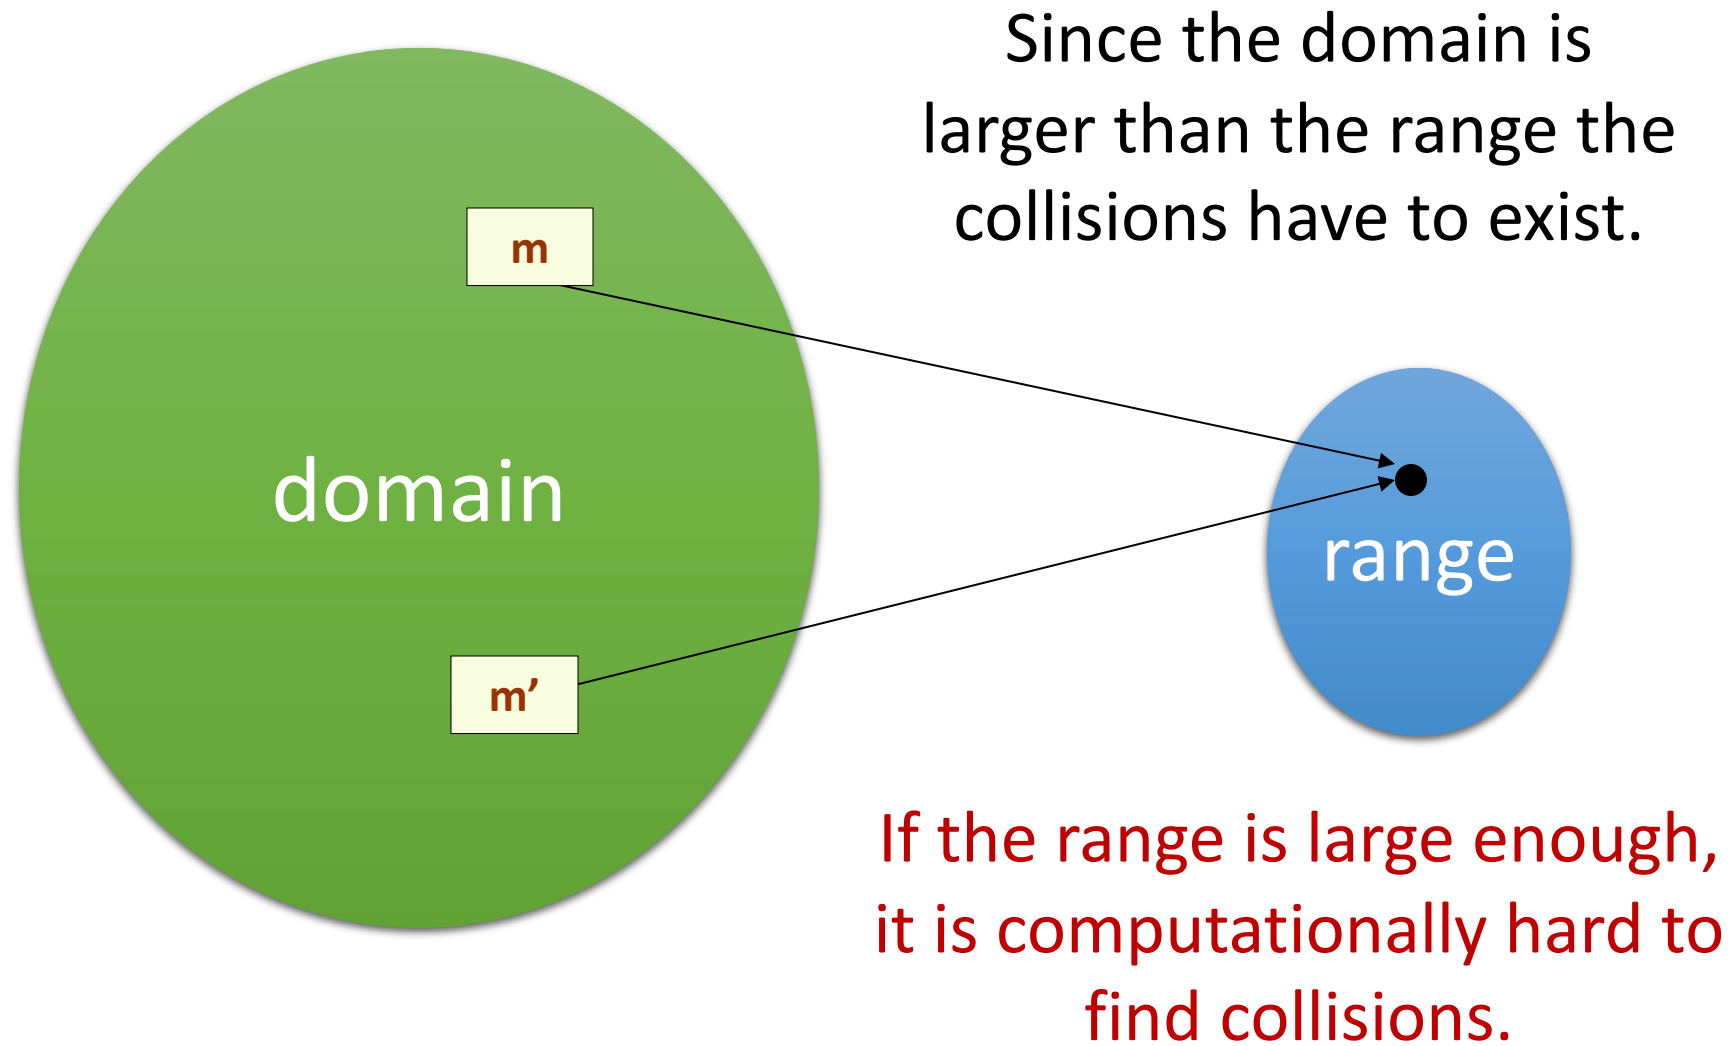 Since the domain is
larger than the range the
collisions have to exist.
m
domain
range
m’
If the range is large enough,
it is computationally hard to
find collisions.